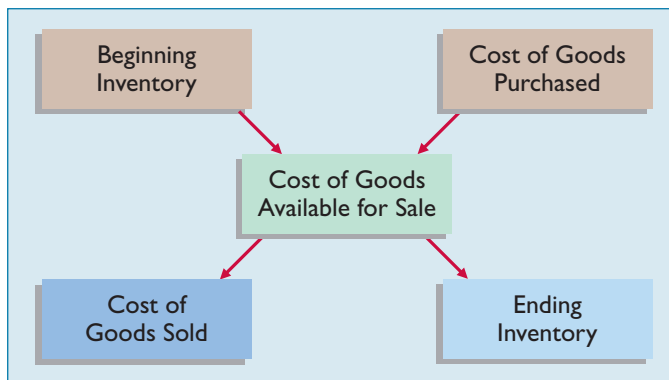 Beginning
Inventory
Cost of Goods
Purchased
Cost of Goods
Available for Sale
Cost of
Goods Sold
Ending
Inventory